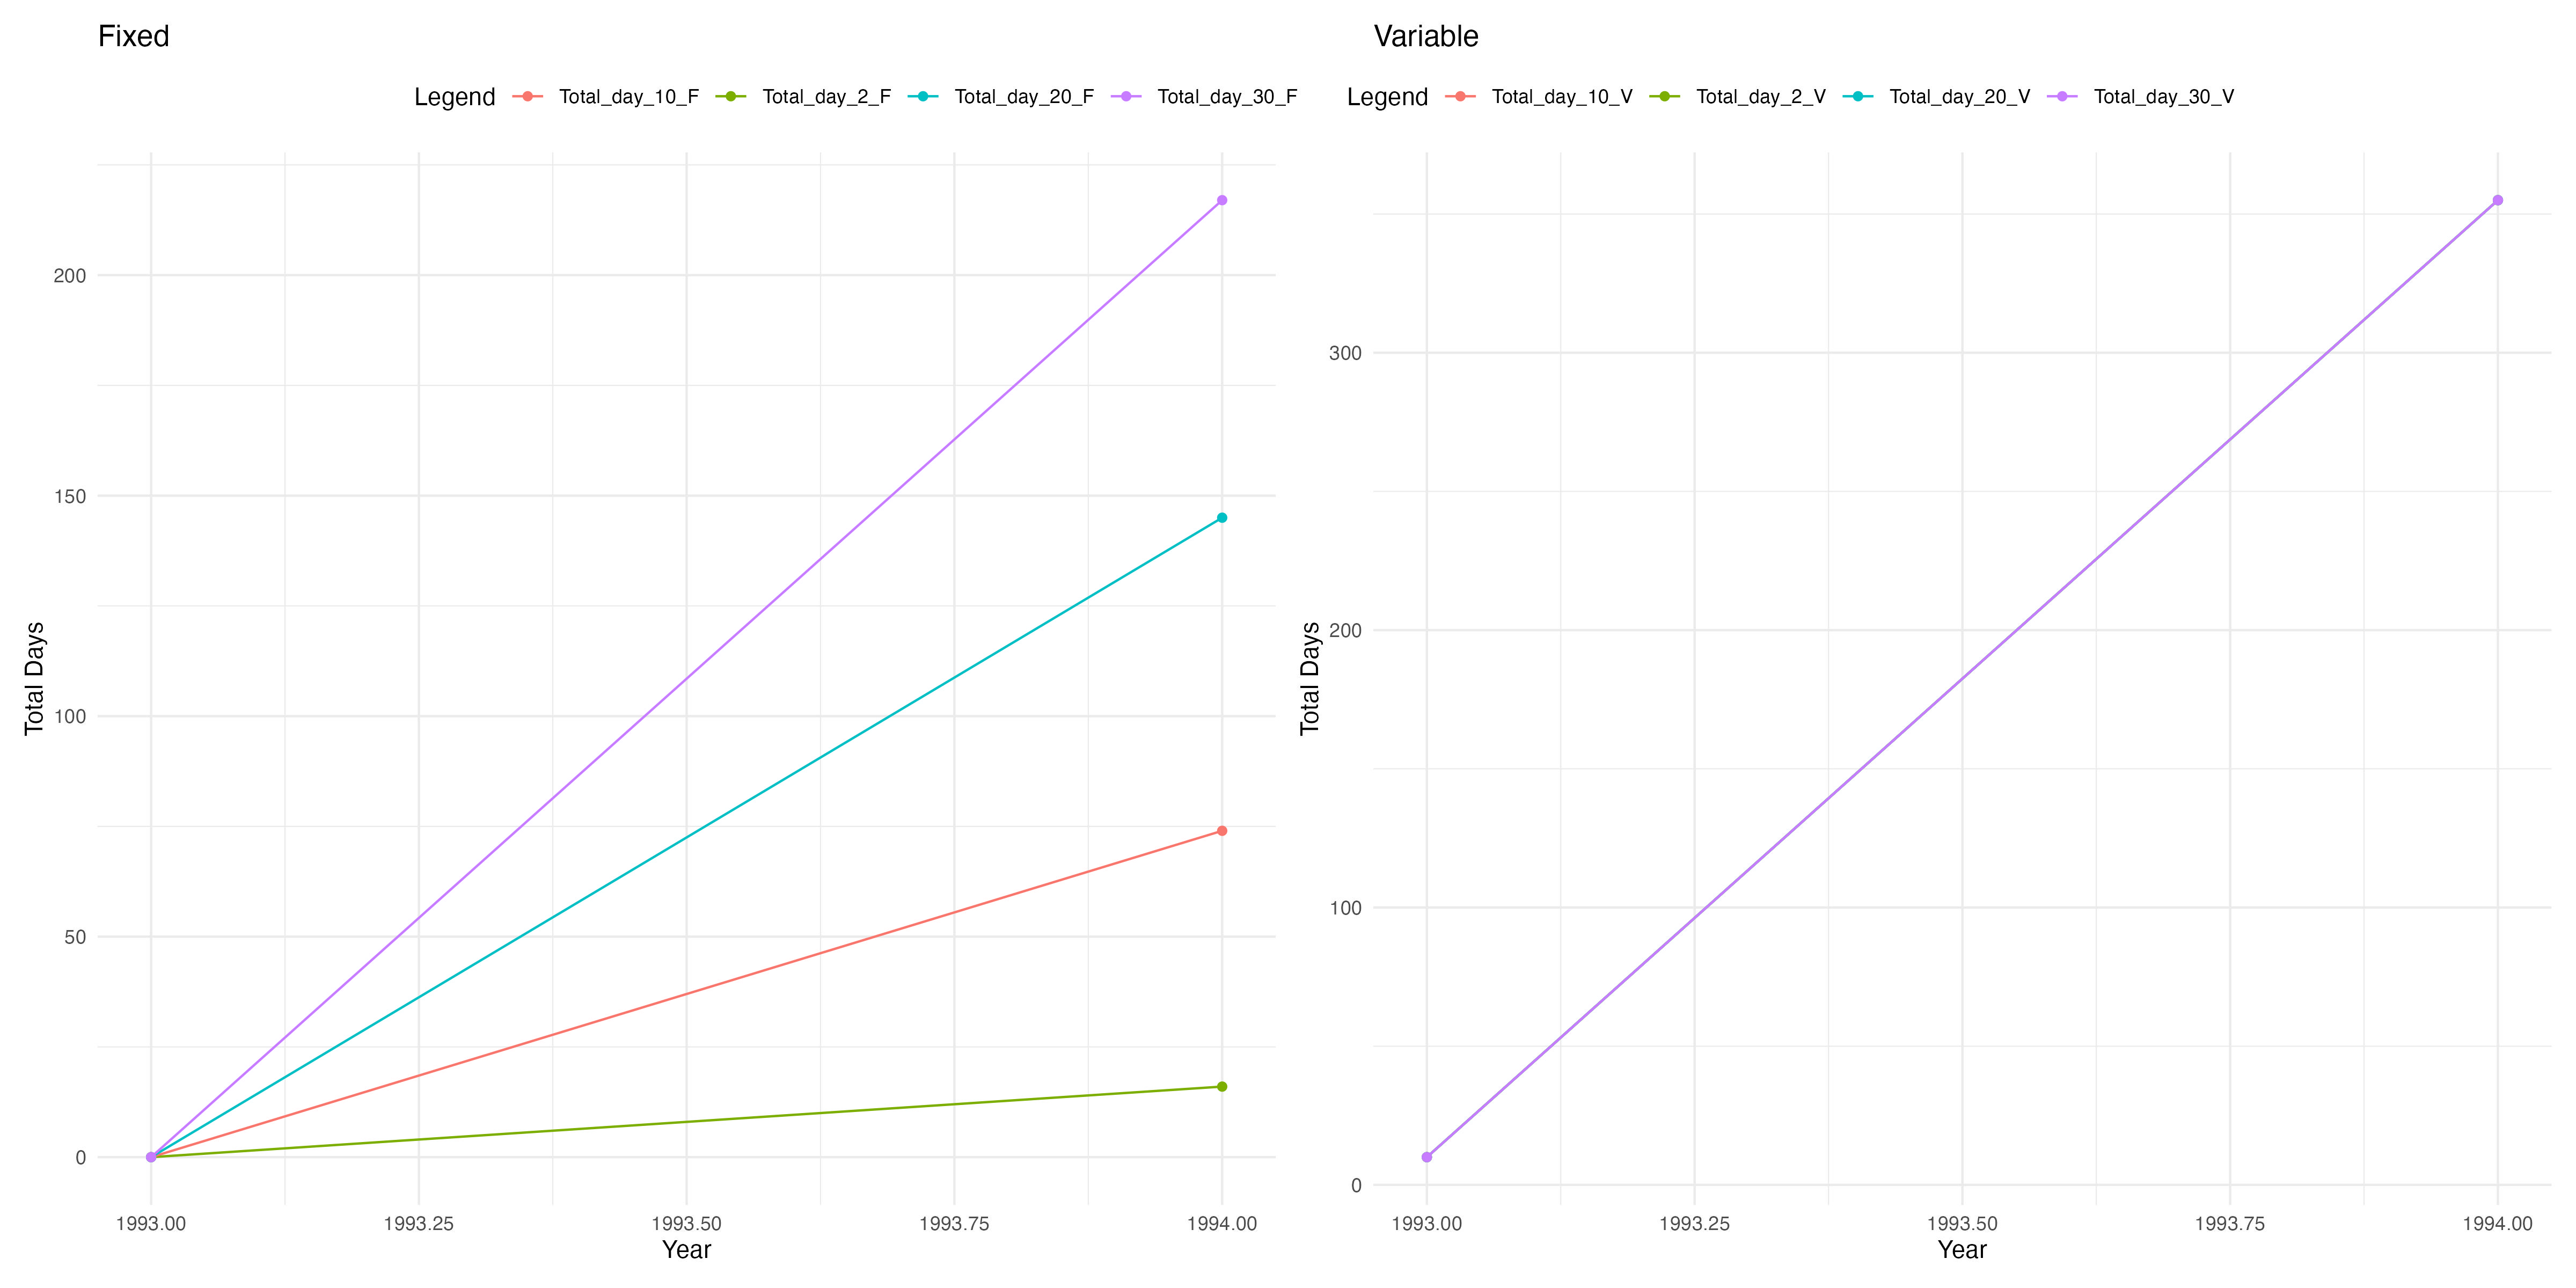 Fixed
Legend Total_day_10_F Total_day_2_F Total_day_20_F Total_day_30_F
Total Days
200
150
100
50
0
1993.00 1993.25 1993.50 1993.75 1994.00
Year
Variable
Legend Total_day_10_V Total_day_2_V Total_day_20_V Total_day_30_V
Total Days
300
200
100
0
1993.00 1993.25 1993.50 1993.75 1994.00
Year